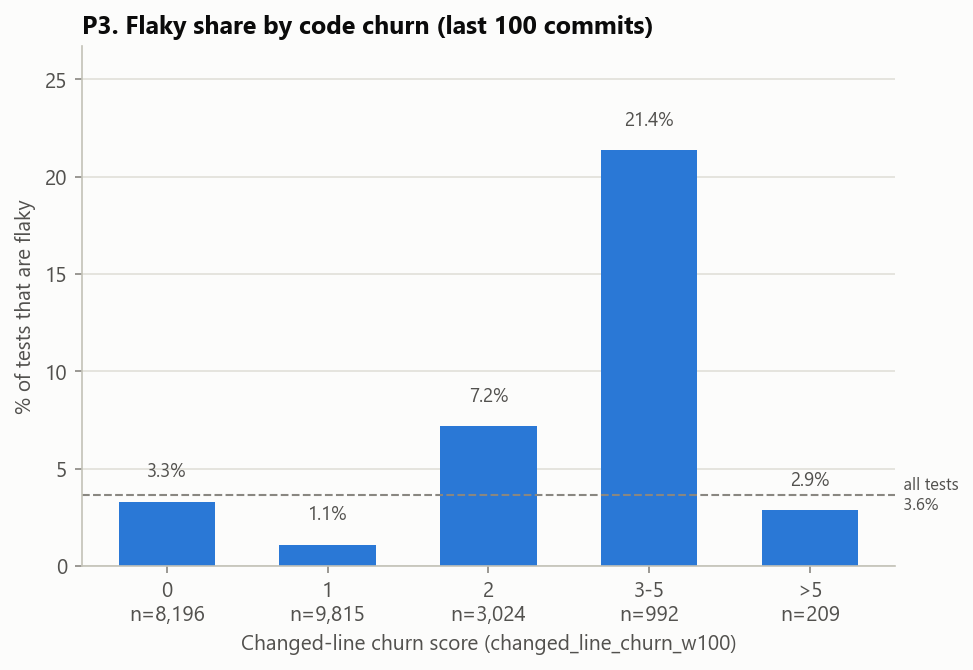 P3. Flaky share by code churn (last 100 commits)
% of tests that are flaky
25
20
15
10
5
0
3.3%
1.1%
7.2%
21.4%
2.9%
all tests
3.6%
0
n=8,196
1
n=9,815
2
n=3,024
3-5
n=992
>5
n=209
Changed-line churn score (changed_line_churn_w100)